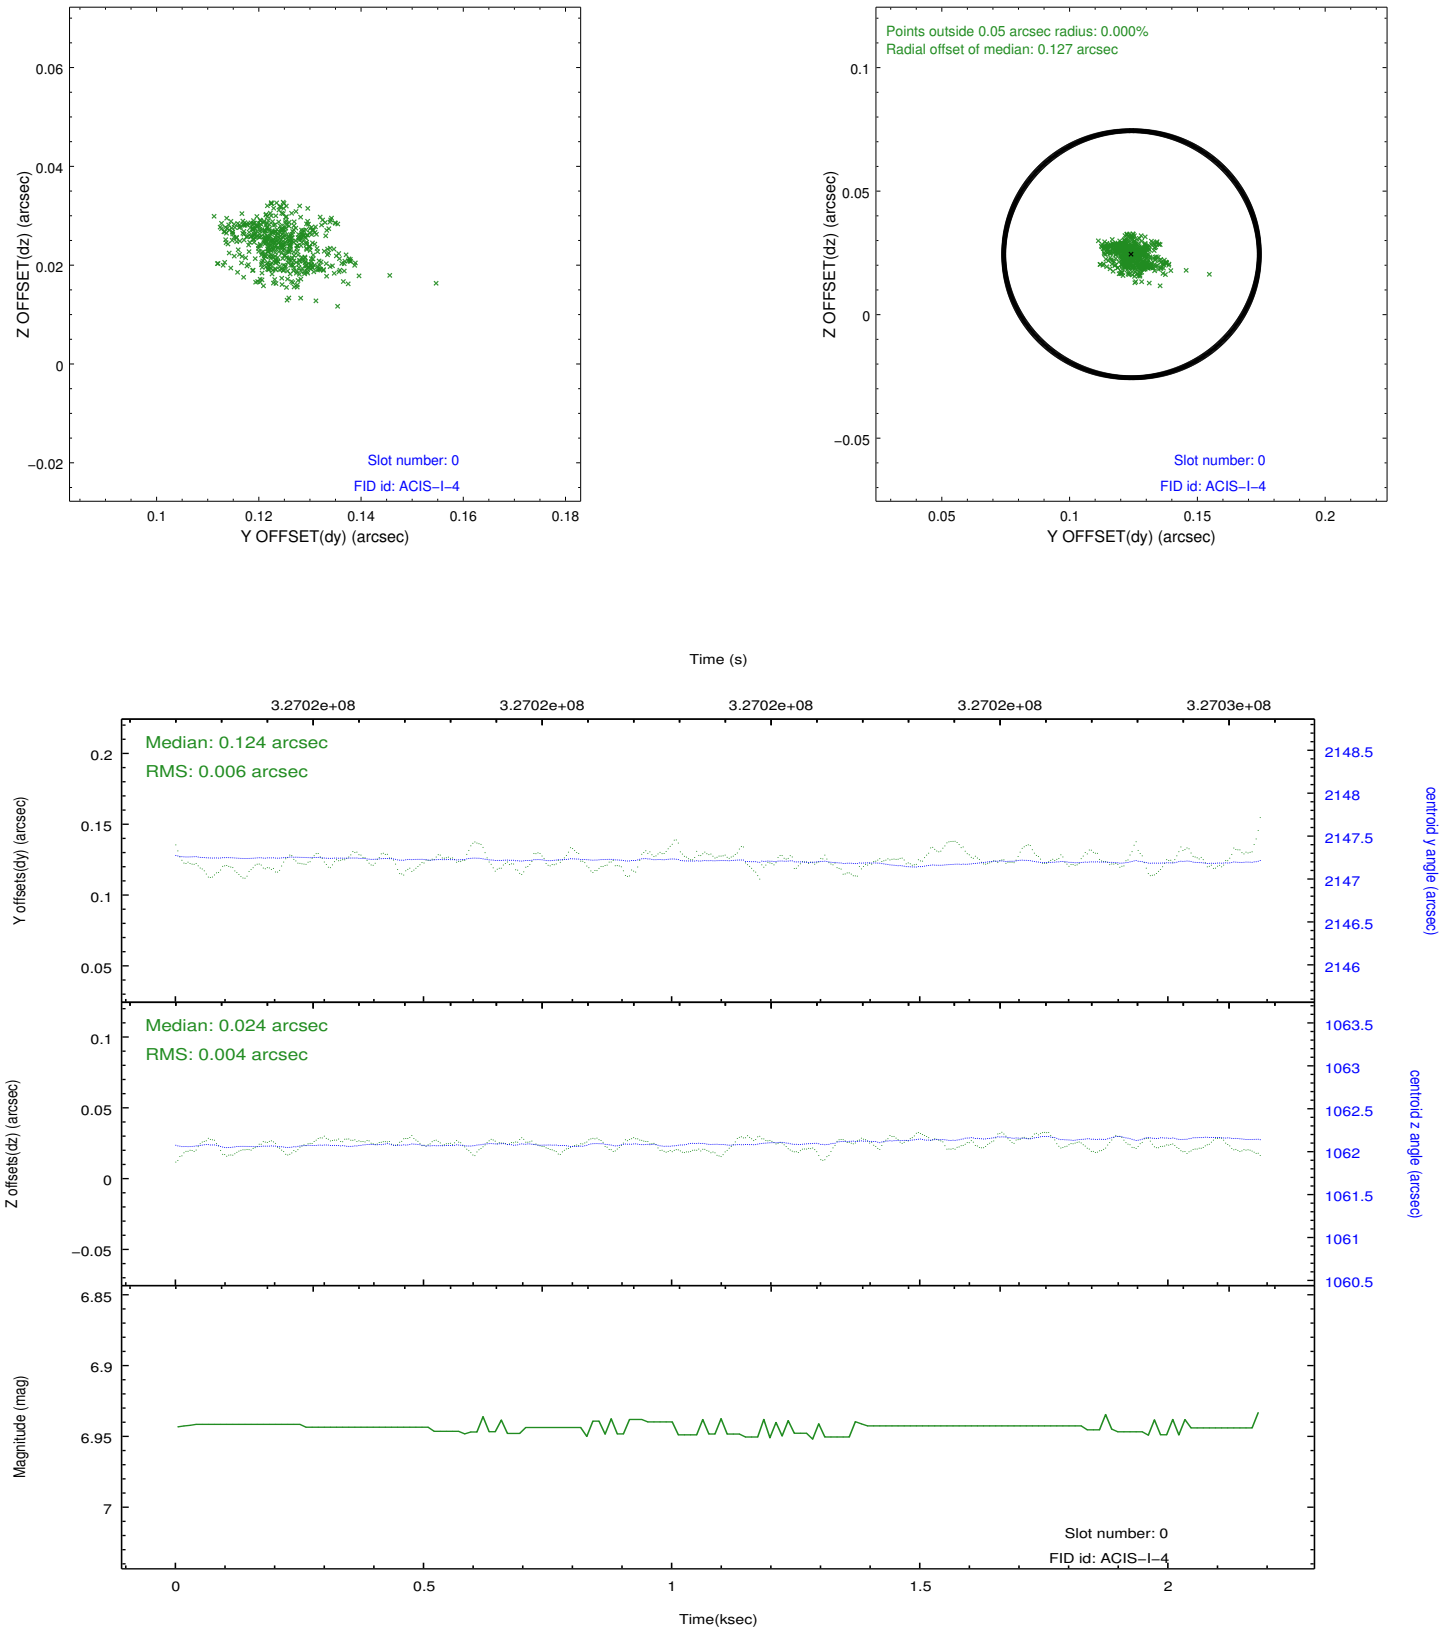 0.06
0.04
0.02
0
−0.02
Z OFFSET(dz) (arcsec)
Slot number: 0
FID id: ACIS−I−4
0.1 0.12 0.14 0.16 0.18
Y OFFSET(dy) (arcsec)
Points outside 0.05 arcsec radius: 0.000%
Radial offset of median: 0.127 arcsec
0.1
0.05
0
−0.05
Z OFFSET(dz) (arcsec)
Slot number: 0
FID id: ACIS−I−4
0.05 0.1 0.15 0.2
Y OFFSET(dy) (arcsec)
Time (s)
3.2702e+08 3.2702e+08 3.2702e+08 3.2702e+08 3.2703e+08
Median: 0.124 arcsec
RMS: 0.006 arcsec
0.2
0.15
0.1
0.05
Y offsets(dy) (arcsec)
2148.5
2148
2147.5
2147
2146.5
2146
centroid y angle (arcsec)
Median: 0.024 arcsec
RMS: 0.004 arcsec
0.1
0.05
0
−0.05
Z offsets(dz) (arcsec)
1063.5
1063
1062.5
1062
1061.5
1061
1060.5
centroid z angle (arcsec)
6.85
6.9
6.95
7
Magnitude (mag)
Slot number: 0
FID id: ACIS−I−4
0 0.5 1 1.5 2
Time(ksec)